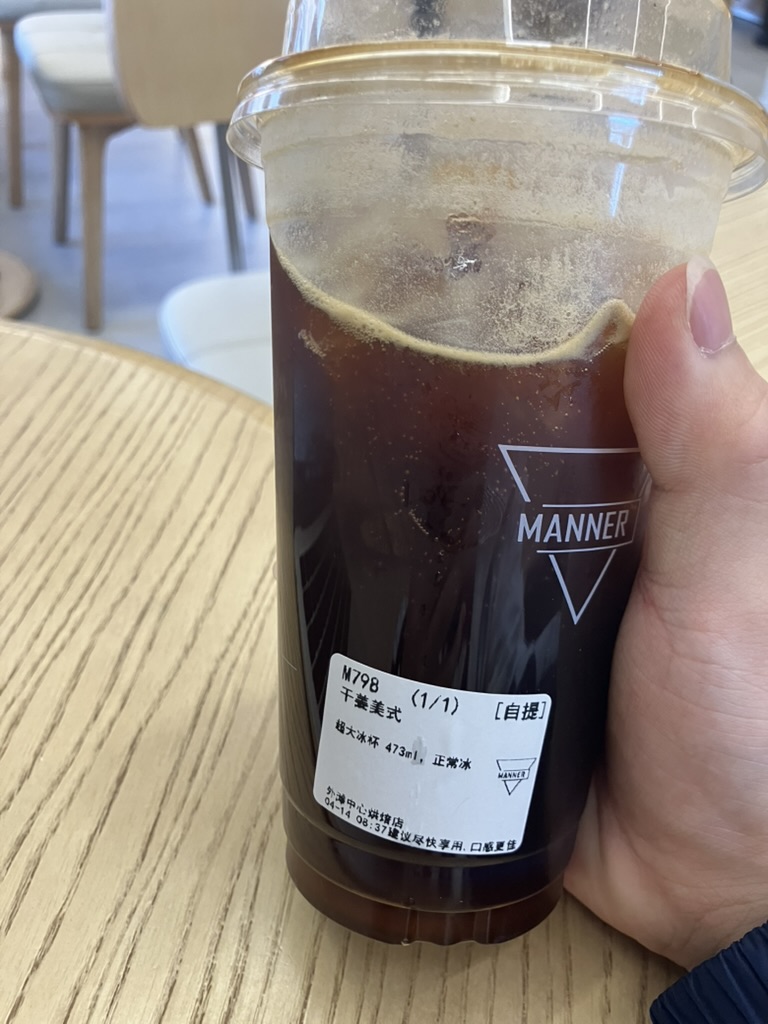 MANNER
M798 (1/1) [自提]
干姜美式
超大冰杯 473ml, 正常冰
MANNER
外滩中心烘焙店
04-14 08:37建议尽快享用,口感更佳